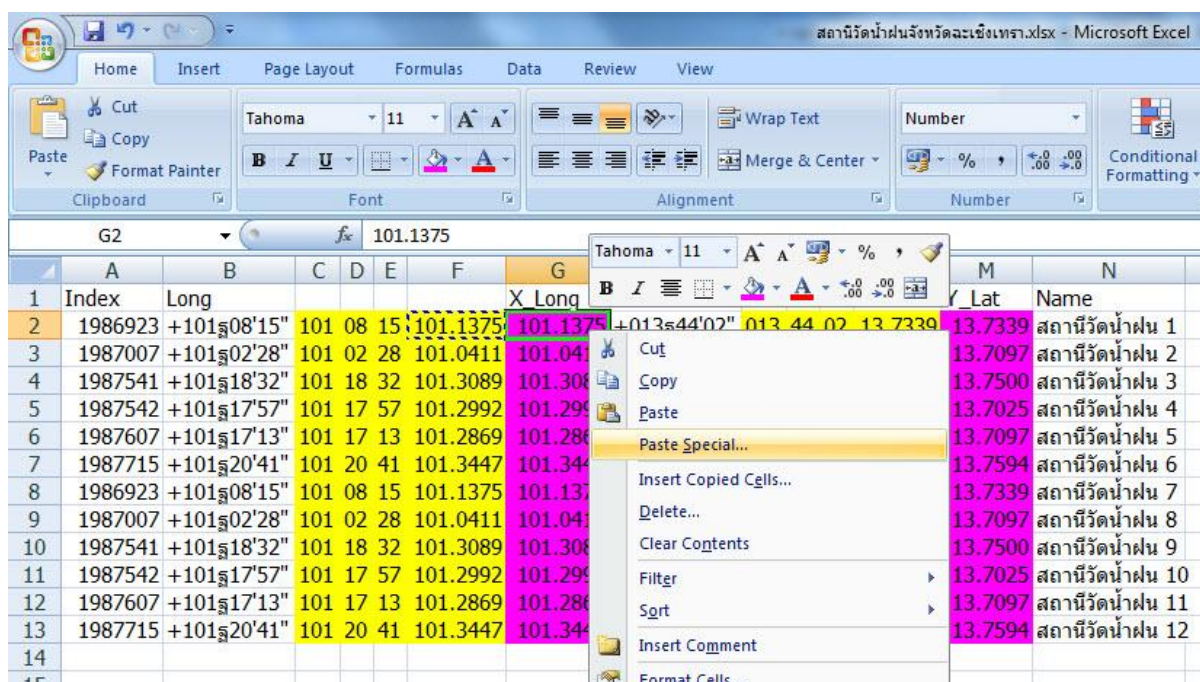 สถานีวัดน้ำฝนจังหวัดฉะเชิงเทรา.xlsx - Microsoft Excel
Home Insert Page Layout Formulas Data Review View
Paste
Cut
Copy
Format Painter
Clipboard
Tahoma 11
B I U
Font
Wrap Text
Merge & Center
Alignment
Number
% ,
Number
Conditional
Formatting
G2 fx 101.1375
Tahoma 11 A A % ,
B I A
A B C D E F G M N
1 Index Long X_Long Y_Lat Name
2 1986923 +101ฐ08'15" 101 08 15 101.1375 101.1375 +013ฐ44'02" 013 44 02 13.7339 13.7339 สถานีวัดน้ำฝน 1
3 1987007 +101ฐ02'28" 101 02 28 101.0411 13.7097 สถานีวัดน้ำฝน 2
4 1987541 +101ฐ18'32" 101 18 32 101.3089 13.7500 สถานีวัดน้ำฝน 3
5 1987542 +101ฐ17'57" 101 17 57 101.2992 13.7025 สถานีวัดน้ำฝน 4
6 1987607 +101ฐ17'13" 101 17 13 101.2869 13.7097 สถานีวัดน้ำฝน 5
7 1987715 +101ฐ20'41" 101 20 41 101.3447 13.7594 สถานีวัดน้ำฝน 6
8 1986923 +101ฐ08'15" 101 08 15 101.1375 13.7339 สถานีวัดน้ำฝน 7
9 1987007 +101ฐ02'28" 101 02 28 101.0411 13.7097 สถานีวัดน้ำฝน 8
10 1987541 +101ฐ18'32" 101 18 32 101.3089 13.7500 สถานีวัดน้ำฝน 9
11 1987542 +101ฐ17'57" 101 17 57 101.2992 13.7025 สถานีวัดน้ำฝน 10
12 1987607 +101ฐ17'13" 101 17 13 101.2869 13.7097 สถานีวัดน้ำฝน 11
13 1987715 +101ฐ20'41" 101 20 41 101.3447 13.7594 สถานีวัดน้ำฝน 12
14
Cut
Copy
Paste
Paste Special...
Insert Copied Cells...
Delete...
Clear Contents
Filter
Sort
Insert Comment
Format Cells...